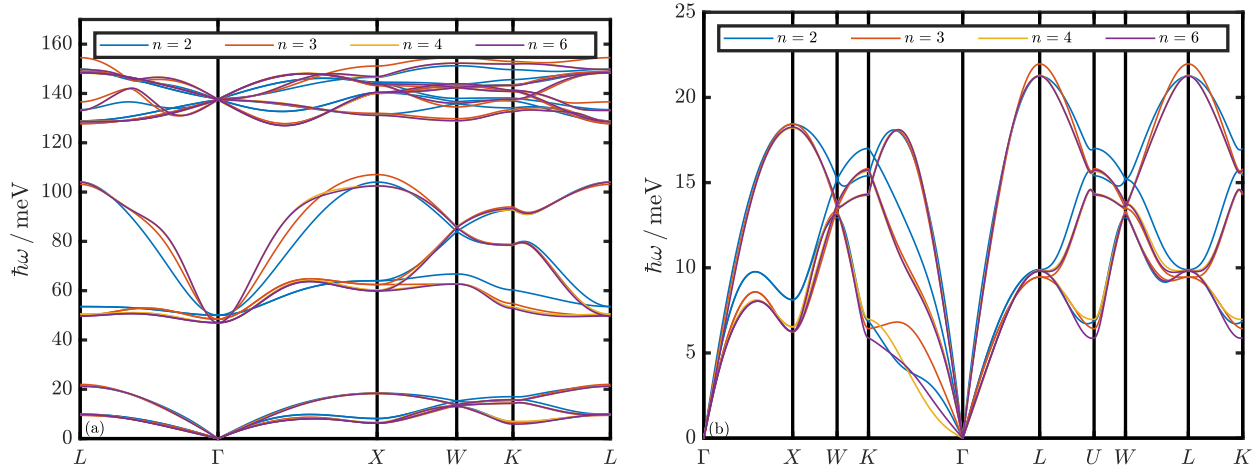 n = 2 n = 3 n = 4 n = 6
160
140
120
100
80
60
40
20
0
ħω / meV
(a)
L Γ X W K L
n = 2 n = 3 n = 4 n = 6
25
20
15
10
5
0
ħω / meV
(b)
Γ X W K Γ L U W L K